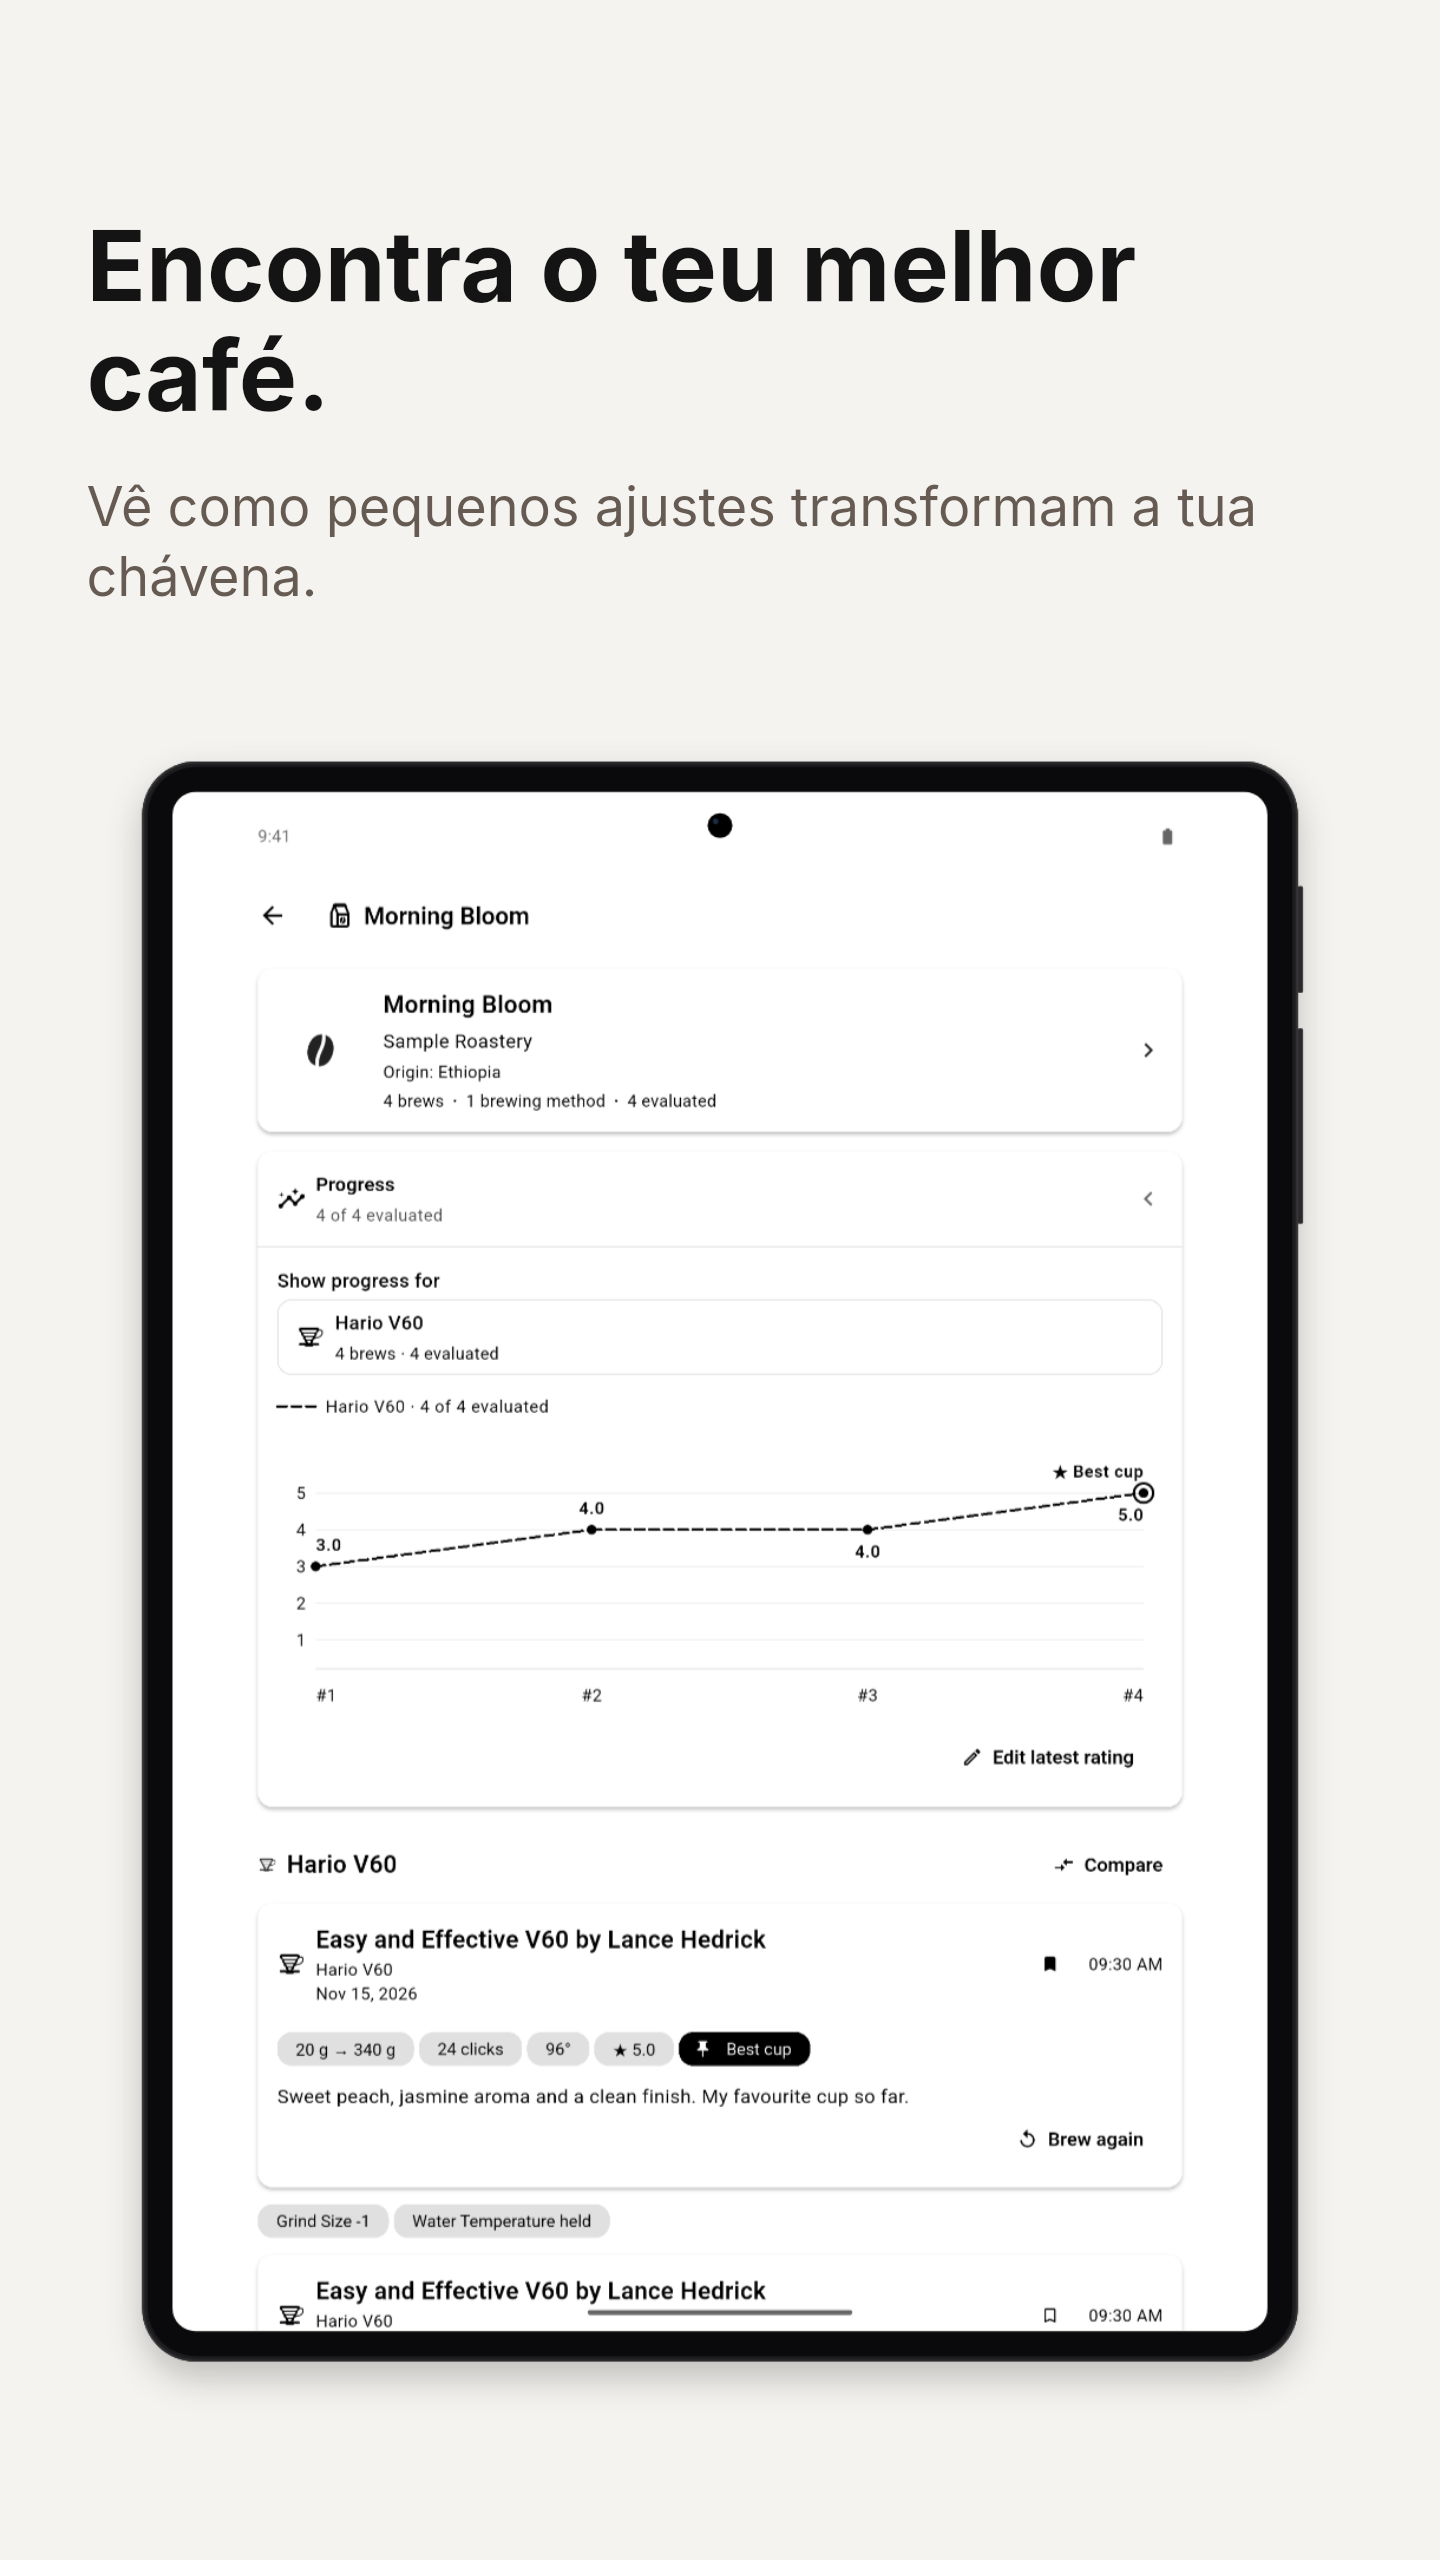 Encontra o teu melhor
café.
Vê como pequenos ajustes transformam a tua
chávena.
9:41
Morning Bloom
Morning Bloom
Sample Roastery
Origin: Ethiopia
4 brews · 1 brewing method · 4 evaluated
Progress
4 of 4 evaluated
Show progress for
Hario V60
4 brews · 4 evaluated
Hario V60 · 4 of 4 evaluated
★ Best cup
5
4.0
5.0
4
3.0
4.0
3
2
1
#1 #2 #3 #4
Edit latest rating
Hario V60
Compare
Easy and Effective V60 by Lance Hedrick
Hario V60
09:30 AM
Nov 15, 2026
20 g → 340 g 24 clicks 96° ★ 5.0 Best cup
Sweet peach, jasmine aroma and a clean finish. My favourite cup so far.
Brew again
Grind Size -1 Water Temperature held
Easy and Effective V60 by Lance Hedrick
Hario V60
09:30 AM